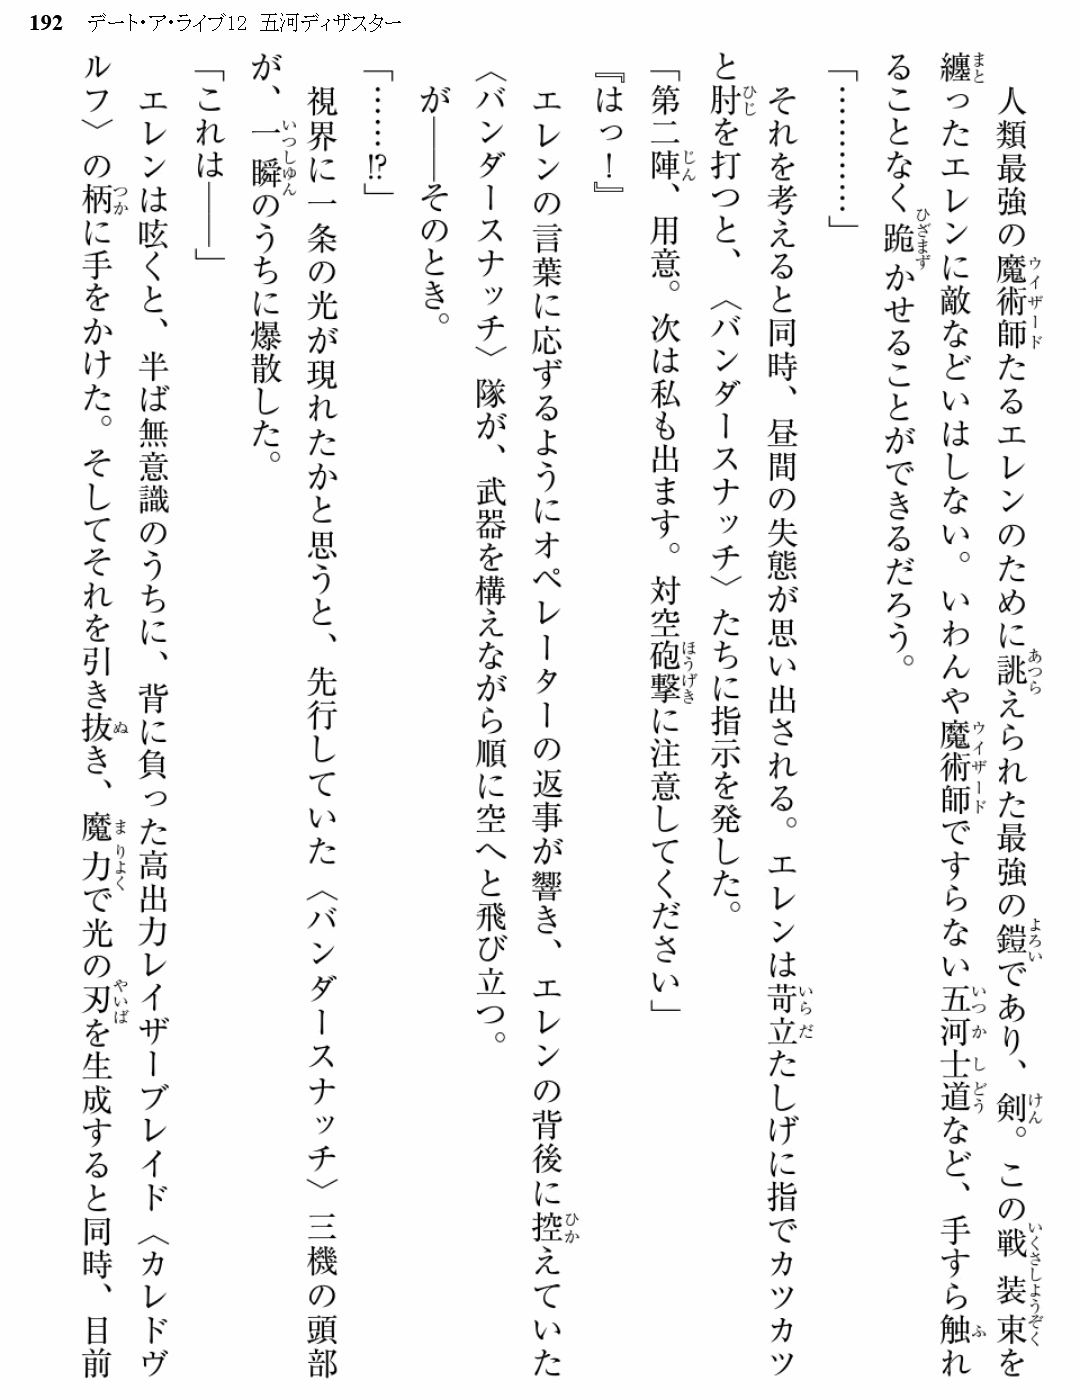 192 デート・ア・ライブ12 五河ディザスター
人類最強の魔術師たるエレンのために誂えられた最強の鎧であり、剣。この戦装束を
纏ったエレンに敵などいはしない。いわんや魔術師ですらない五河士道など、手すら触れ
ることなく跪かせることができるだろう。
「…………」
それを考えると同時、昼間の失態が思い出される。エレンは苛立たしげに指でカツカツ
と肘を打つと、〈バンダースナッチ〉たちに指示を発した。
「第二陣、用意。次は私も出ます。対空砲撃に注意してください」
『はっ！』
エレンの言葉に応ずるようにオペレーターの返事が響き、エレンの背後に控えていた
〈バンダースナッチ〉隊が、武器を構えながら順に空へと飛び立つ。
が――そのとき。
「……!?」
視界に一条の光が現れたかと思うと、先行していた〈バンダースナッチ〉三機の頭部
が、一瞬のうちに爆散した。
「これは――」
エレンは呟くと、半ば無意識のうちに、背に負った高出力レイザーブレイド〈カレドヴ
ルフ〉の柄に手をかけた。そしてそれを引き抜き、魔力で光の刃を生成すると同時、目前